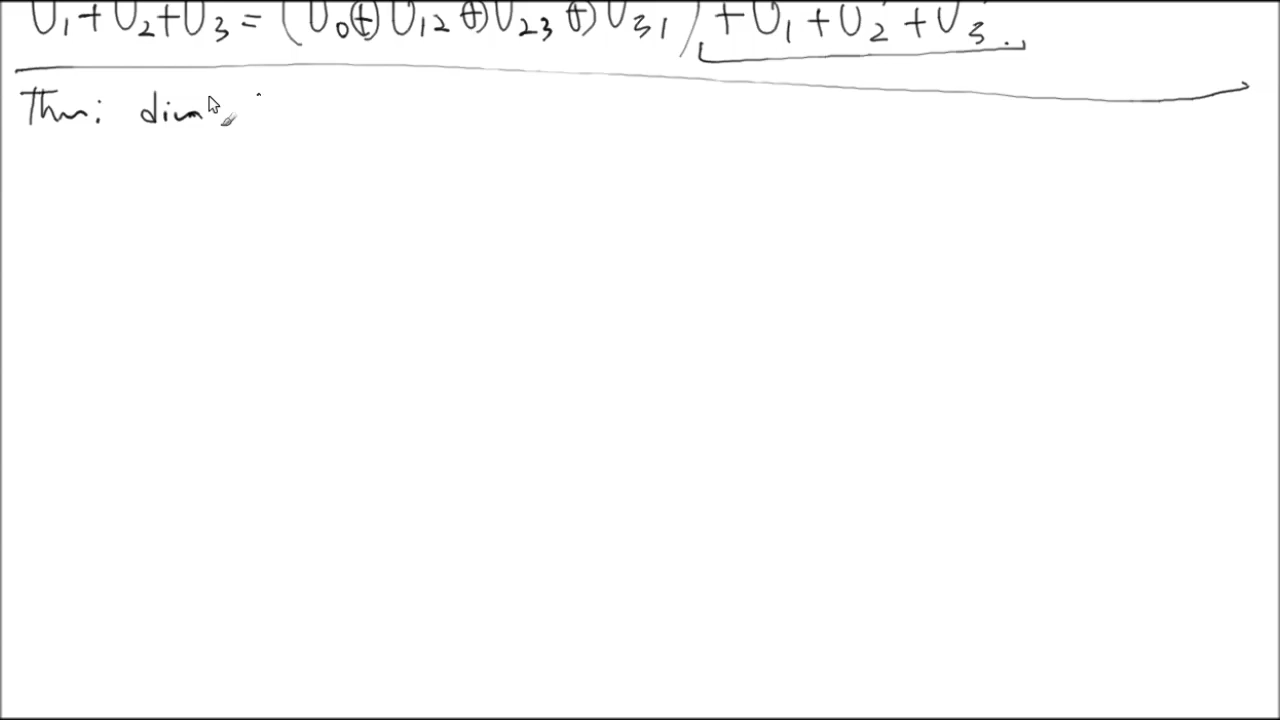 U₁+U₂+U₃ = (U₀⊕U₁₂⊕U₂₃⊕U₃₁) + U₁' + U₂' + U₃'.
Thm: dim